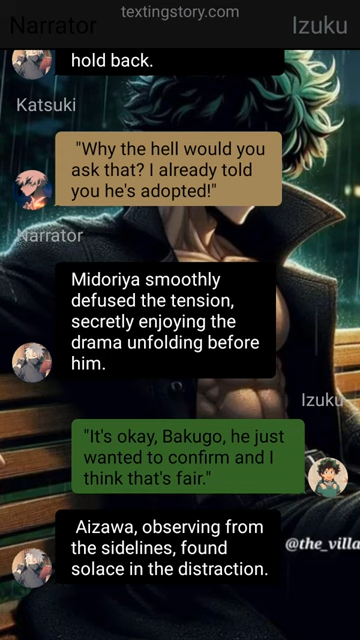 textingstory.com
Narrator
Izuku
hold back.
Katsuki
"Why the hell would you
ask that? I already told
you he's adopted!"
Narrator
Midoriya smoothly
defused the tension,
secretly enjoying the
drama unfolding before
him.
Izuku
"It's okay, Bakugo, he just
wanted to confirm and I
think that's fair."
Aizawa, observing from
the sidelines, found
solace in the distraction.
@the_villa